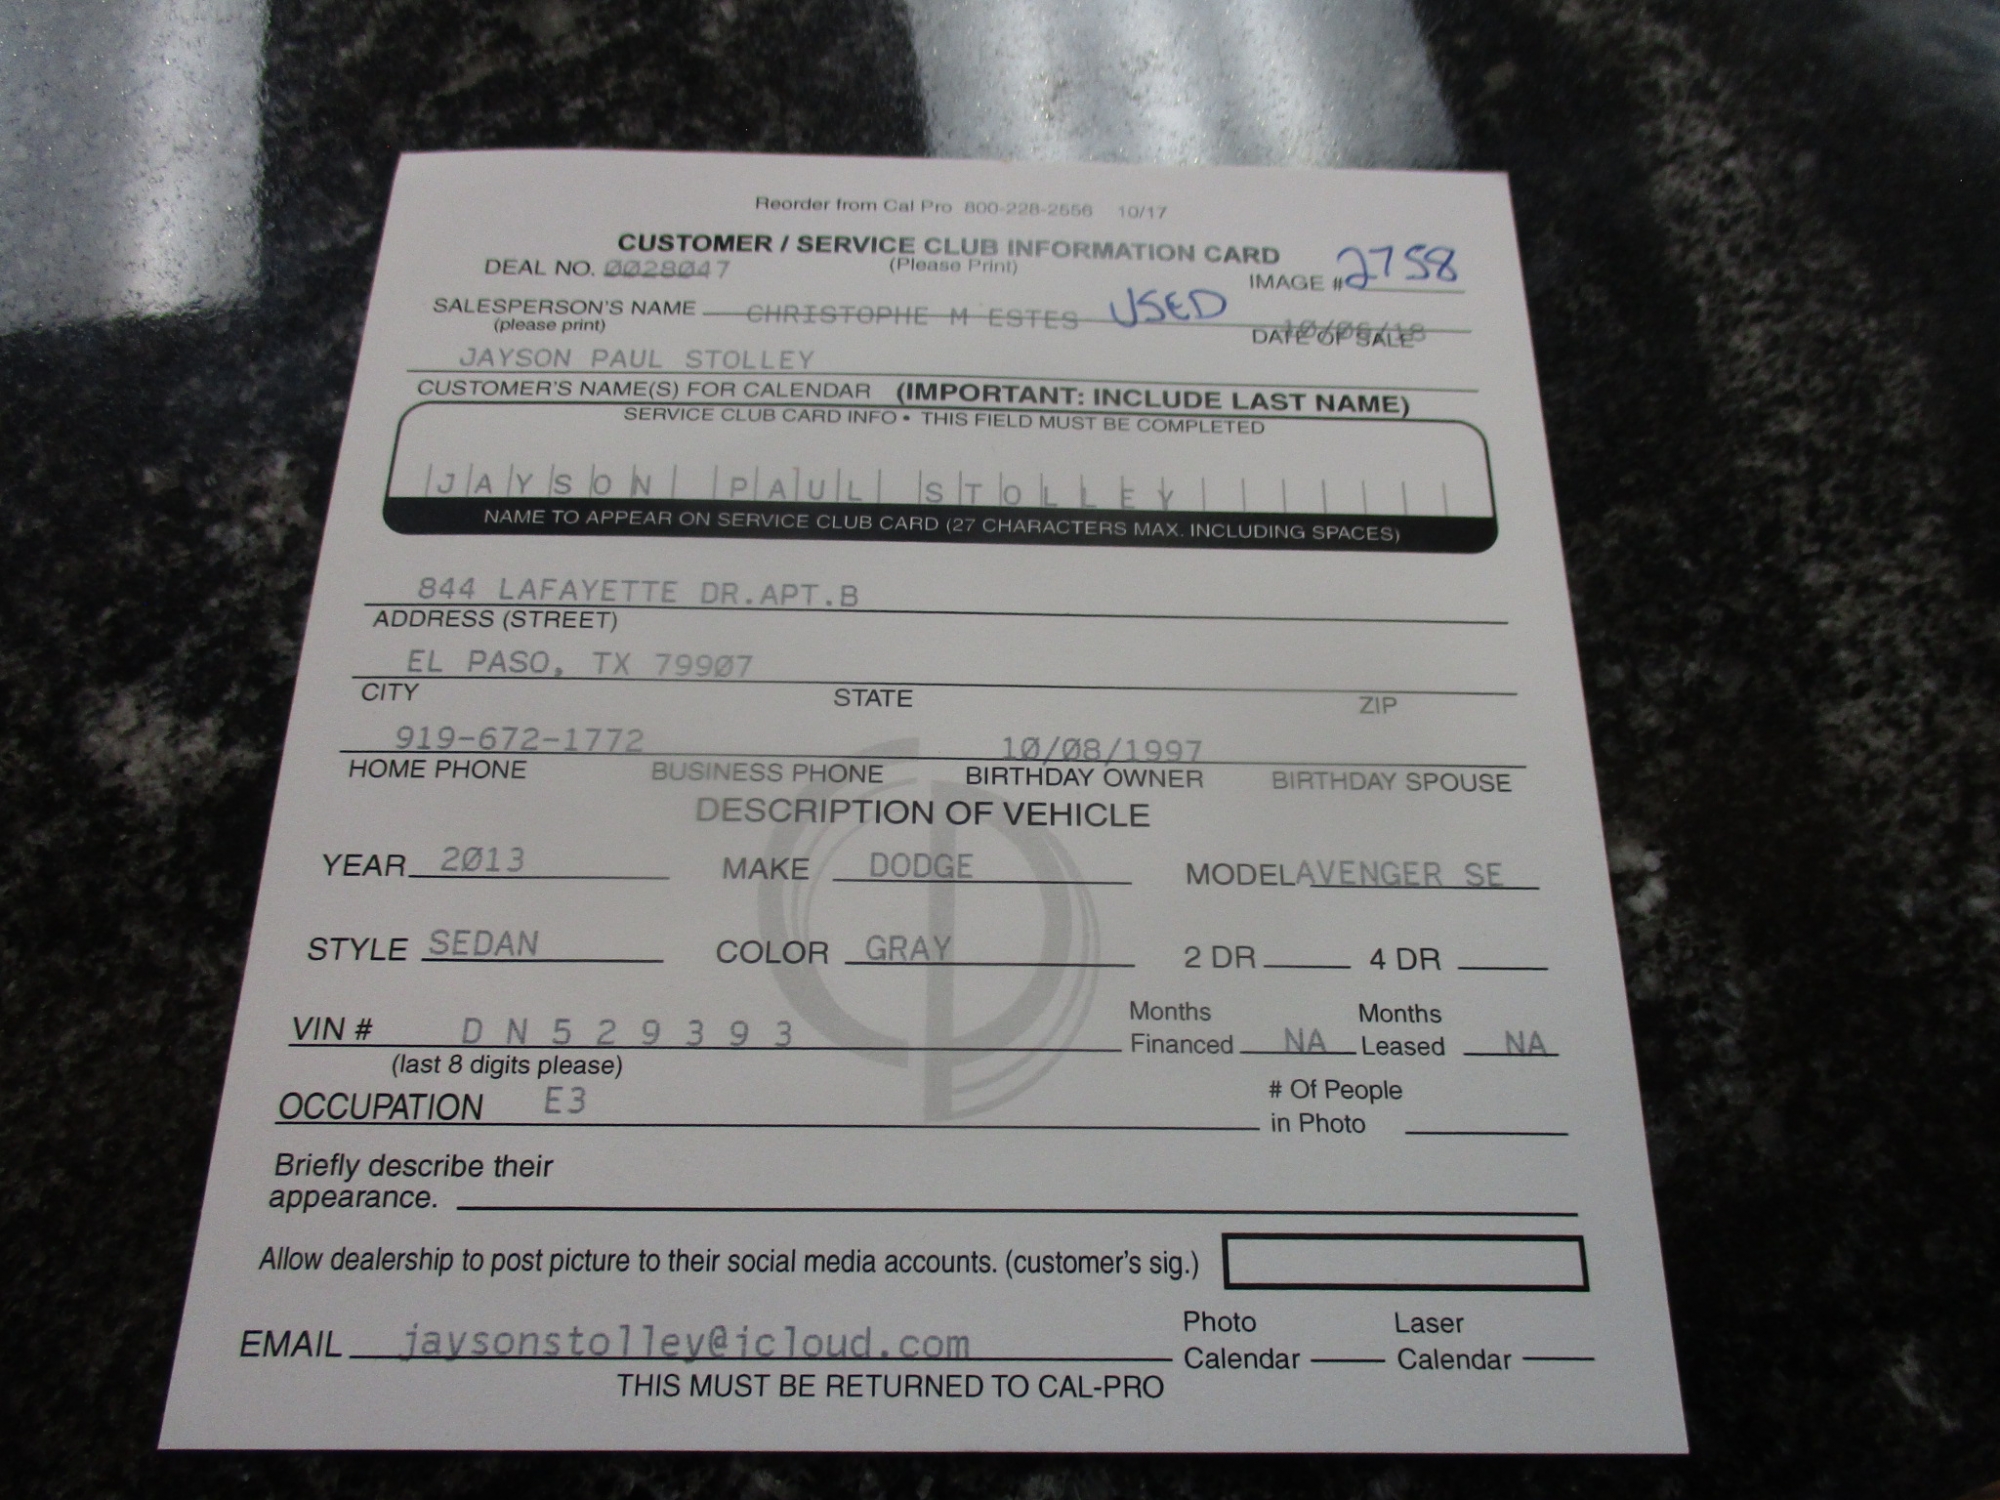 Reorder from Cal Pro 800-228-2556 10/17
CUSTOMER / SERVICE CLUB INFORMATION CARD
DEAL NO. 0028047 (Please Print) IMAGE # 2758
SALESPERSON'S NAME CHRISTOPHE M ESTES USED
(please print) DATE OF SALE
JAYSON PAUL STOLLEY
CUSTOMER'S NAME(S) FOR CALENDAR (IMPORTANT: INCLUDE LAST NAME)
SERVICE CLUB CARD INFO • THIS FIELD MUST BE COMPLETED
JAYSON PAUL STOLLEY
NAME TO APPEAR ON SERVICE CLUB CARD (27 CHARACTERS MAX. INCLUDING SPACES)
844 LAFAYETTE DR.APT.B
ADDRESS (STREET)
EL PASO, TX 79907
CITY STATE ZIP
919-672-1772 10/08/1997
HOME PHONE BUSINESS PHONE BIRTHDAY OWNER BIRTHDAY SPOUSE
DESCRIPTION OF VEHICLE
YEAR 2013 MAKE DODGE MODEL AVENGER SE
STYLE SEDAN COLOR GRAY 2 DR 4 DR
Months Months
VIN # D N 5 2 9 3 9 3 Financed NA Leased NA
(last 8 digits please)
OCCUPATION E3 # Of People
in Photo
Briefly describe their
appearance.
Allow dealership to post picture to their social media accounts. (customer's sig.)
Photo Laser
EMAIL jaysonstolley@icloud.com Calendar Calendar
THIS MUST BE RETURNED TO CAL-PRO